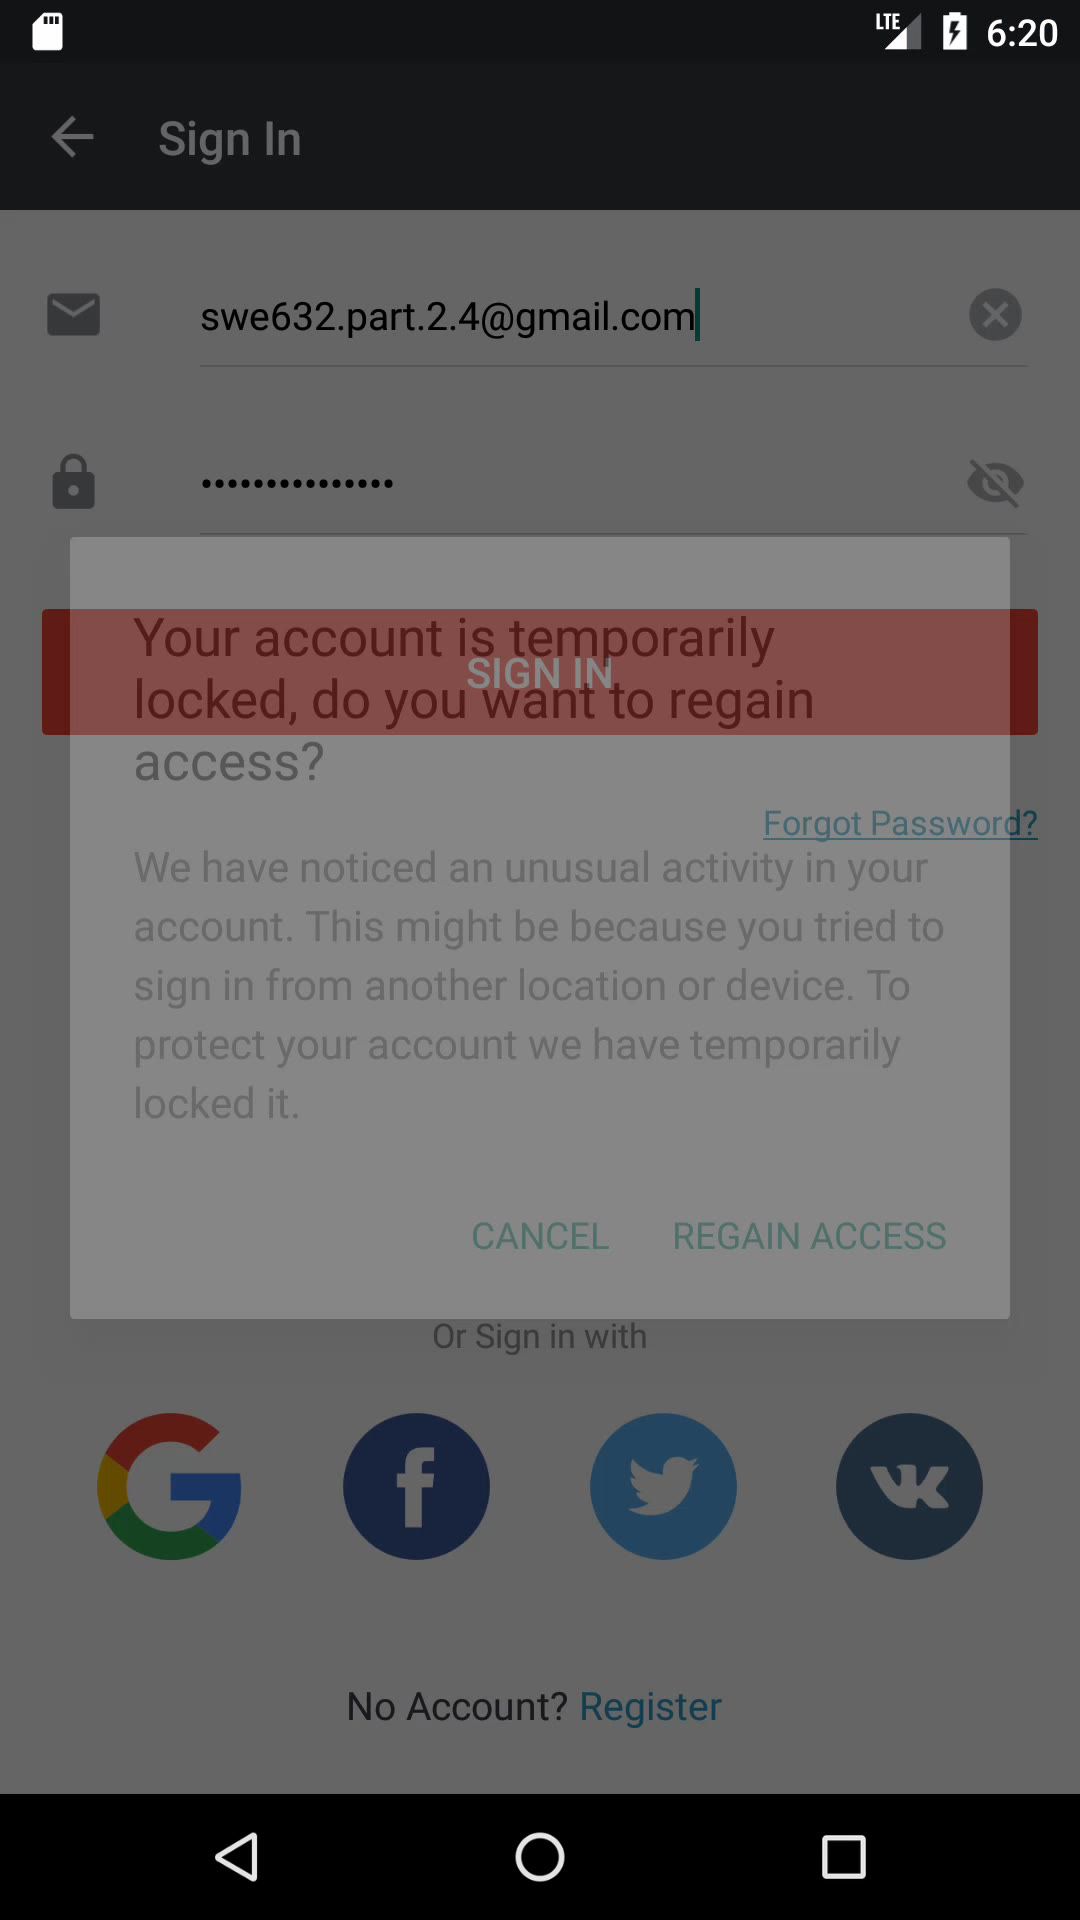 LTE 6:20
Sign In
swe632.part.2.4@gmail.com
•••••••••••••••
SIGN IN
Your account is temporarily
locked, do you want to regain
access?
Forgot Password?
We have noticed an unusual activity in your
account. This might be because you tried to
sign in from another location or device. To
protect your account we have temporarily
locked it.
CANCEL REGAIN ACCESS
Or Sign in with
No Account? Register